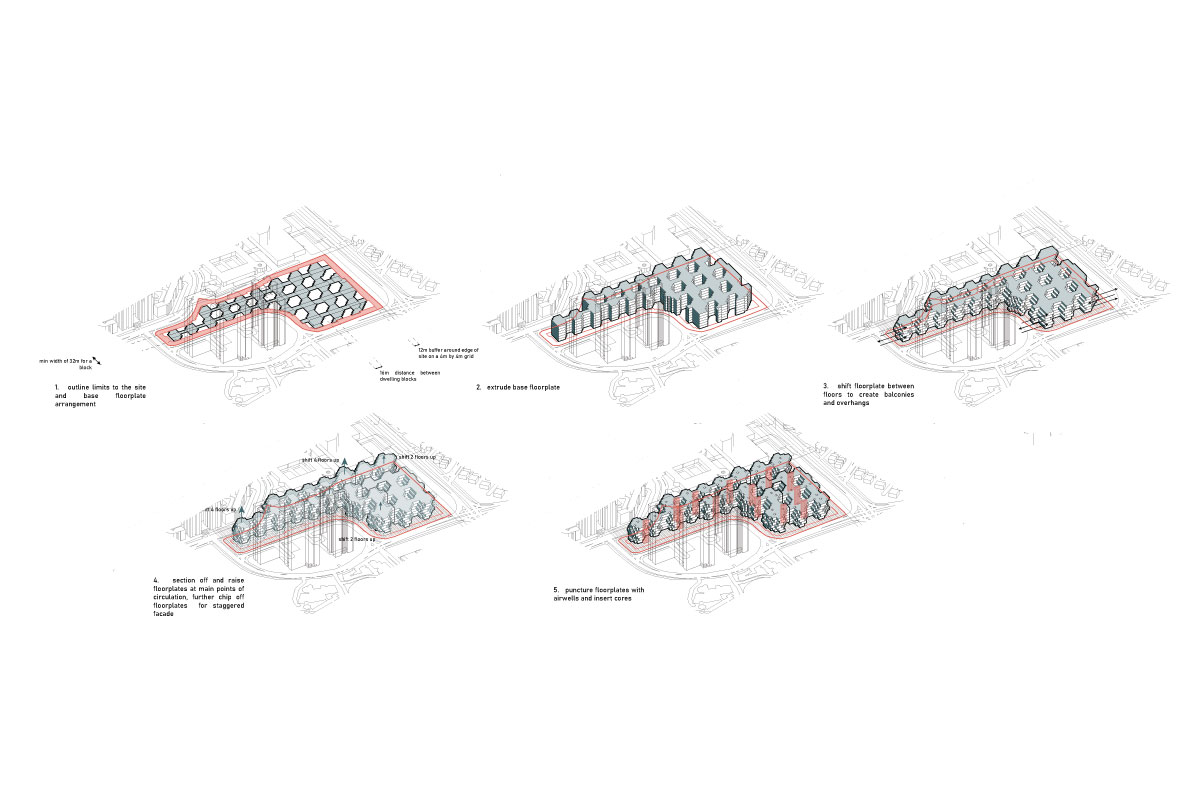 min width of 32m for a
block
12m buffer around edge of
site on a 4m by 4m grid
16m distance between
dwelling blocks
1. outline limits to the site
and base floorplate
arrangement
2. extrude base floorplate
3. shift floorplate between
floors to create balconies
and overhangs
shift 4 floors up
shift 2 floors up
4 floors up
shift 2 floors up
4. section off and raise
floorplates at main points of
circulation, further chip off
floorplates for staggered
facade
5. puncture floorplates with
airwells and insert cores